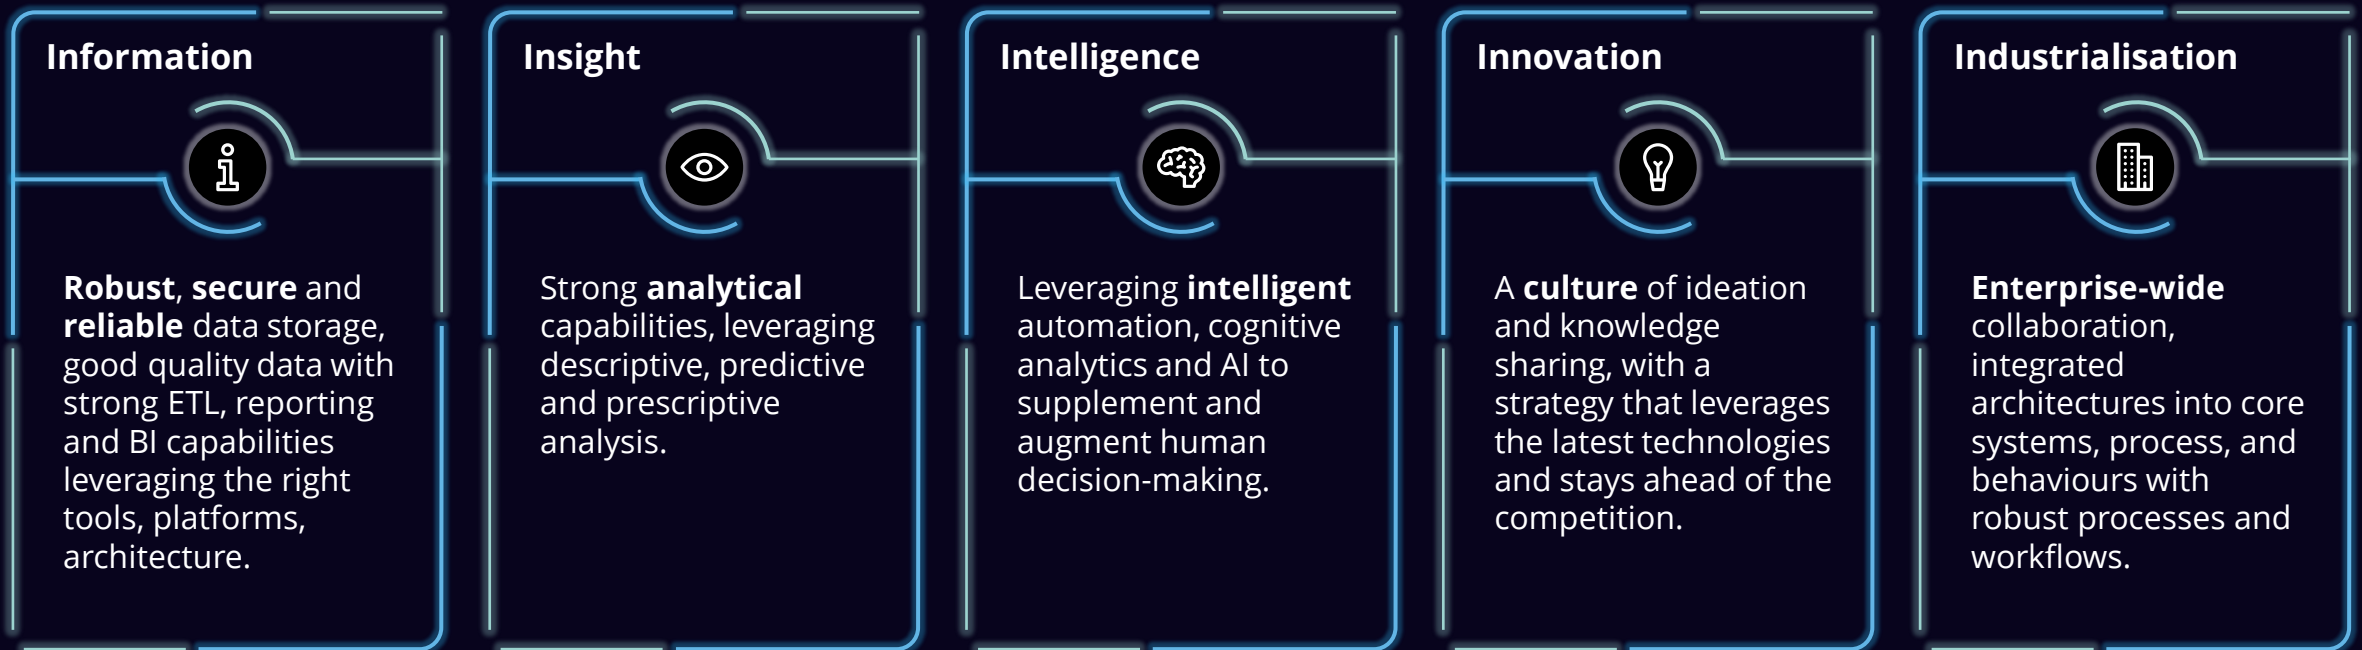 Information
Robust, secure and
reliable data storage,
good quality data with
strong ETL, reporting
and BI capabilities
leveraging the right
tools, platforms,
architecture.
Insight
Strong analytical
capabilities, leveraging
descriptive, predictive
and prescriptive
analysis.
Intelligence
Leveraging intelligent
automation, cognitive
analytics and AI to
supplement and
augment human
decision-making.
Innovation
A culture of ideation
and knowledge
sharing, with a
strategy that leverages
the latest technologies
and stays ahead of the
competition.
Industrialisation
Enterprise-wide
collaboration,
integrated
architectures into core
systems, process, and
behaviours with
robust processes and
workflows.